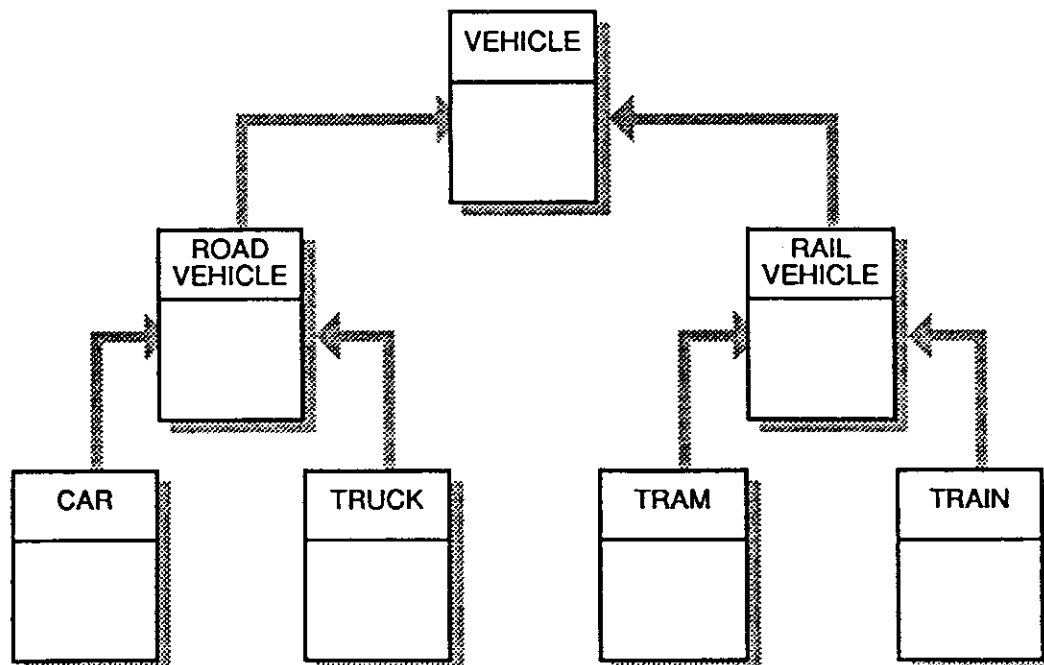 VEHICLE
ROAD
VEHICLE
RAIL
VEHICLE
CAR
TRUCK
TRAM
TRAIN